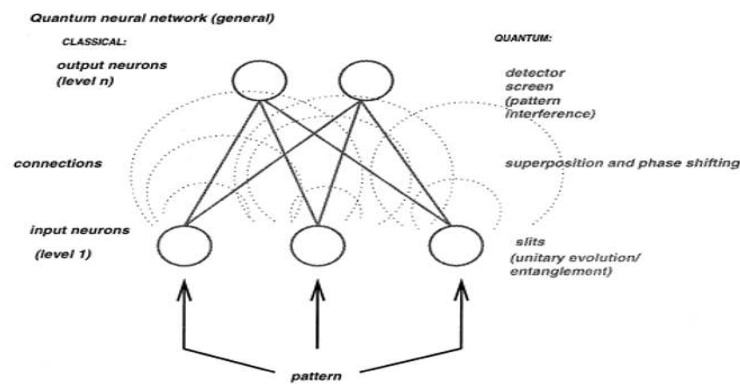 Quantum neural network (general)
CLASSICAL:
QUANTUM:
output neurons
(level n)
detector
screen
(pattern
interference)
connections
superposition and phase shifting
input neurons
(level 1)
slits
(unitary evolution/
entanglement)
pattern